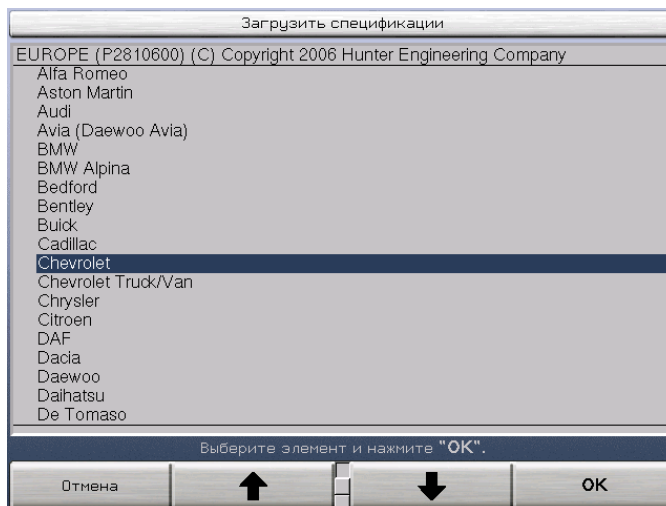 Загрузить спецификации
EUROPE (P2810600) (C) Copyright 2006 Hunter Engineering Company
Alfa Romeo
Aston Martin
Audi
Avia (Daewoo Avia)
BMW
BMW Alpina
Bedford
Bentley
Buick
Cadillac
Chevrolet
Chevrolet Truck/Van
Chrysler
Citroen
DAF
Dacia
Daewoo
Daihatsu
De Tomaso
Выберите элемент и нажмите "OK".
Отмена OK